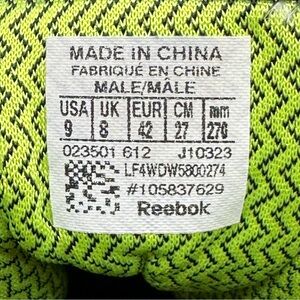 MADE IN CHINA
FABRIQUÉ EN CHINE
MALE/MÂLE
USA UK EUR CM mm
9 8 42 27 270
023501 612 J10323
LF4WDW5800274
#105837629
Reebok